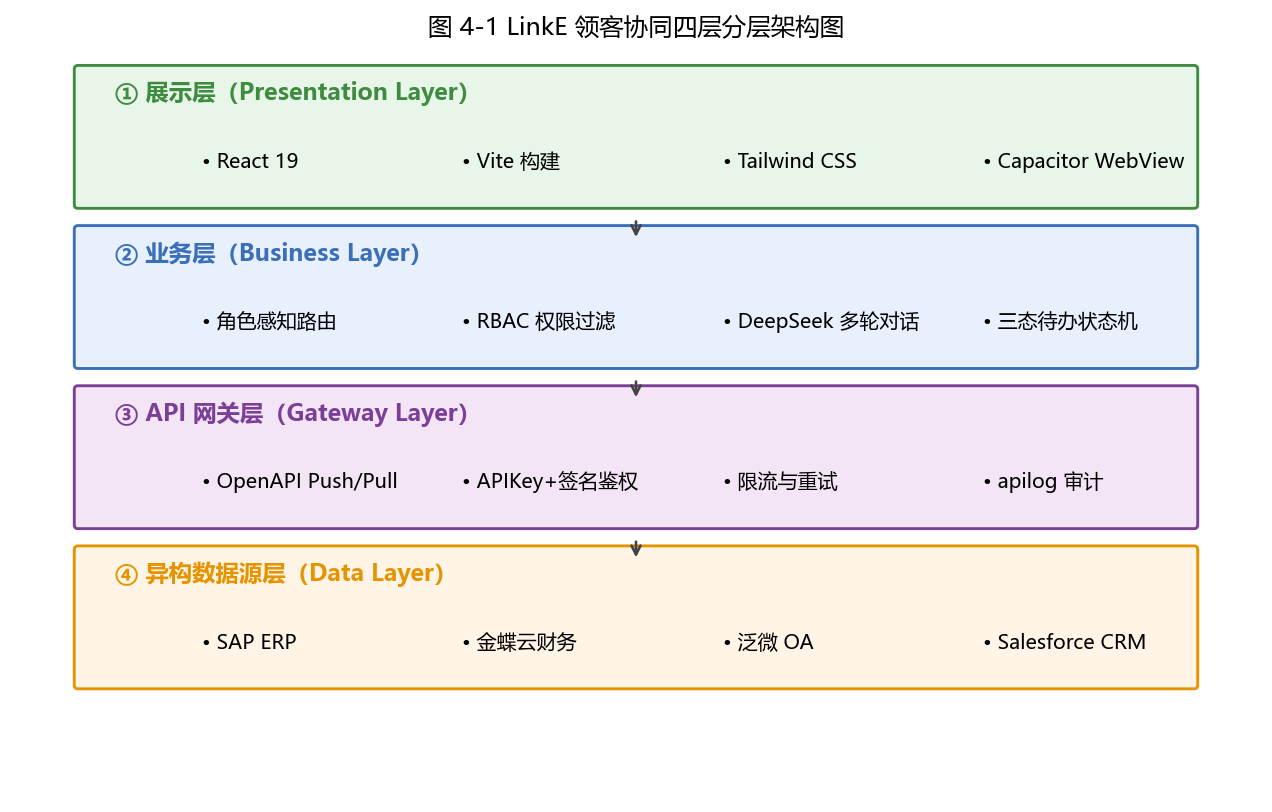 图 4-1 LinkE 领客协同四层分层架构图
① 展示层（Presentation Layer）
• React 19 • Vite 构建 • Tailwind CSS • Capacitor WebView
② 业务层（Business Layer）
• 角色感知路由 • RBAC 权限过滤 • DeepSeek 多轮对话 • 三态待办状态机
③ API 网关层（Gateway Layer）
• OpenAPI Push/Pull • APIKey+签名鉴权 • 限流与重试 • apilog 审计
④ 异构数据源层（Data Layer）
• SAP ERP • 金蝶云财务 • 泛微 OA • Salesforce CRM